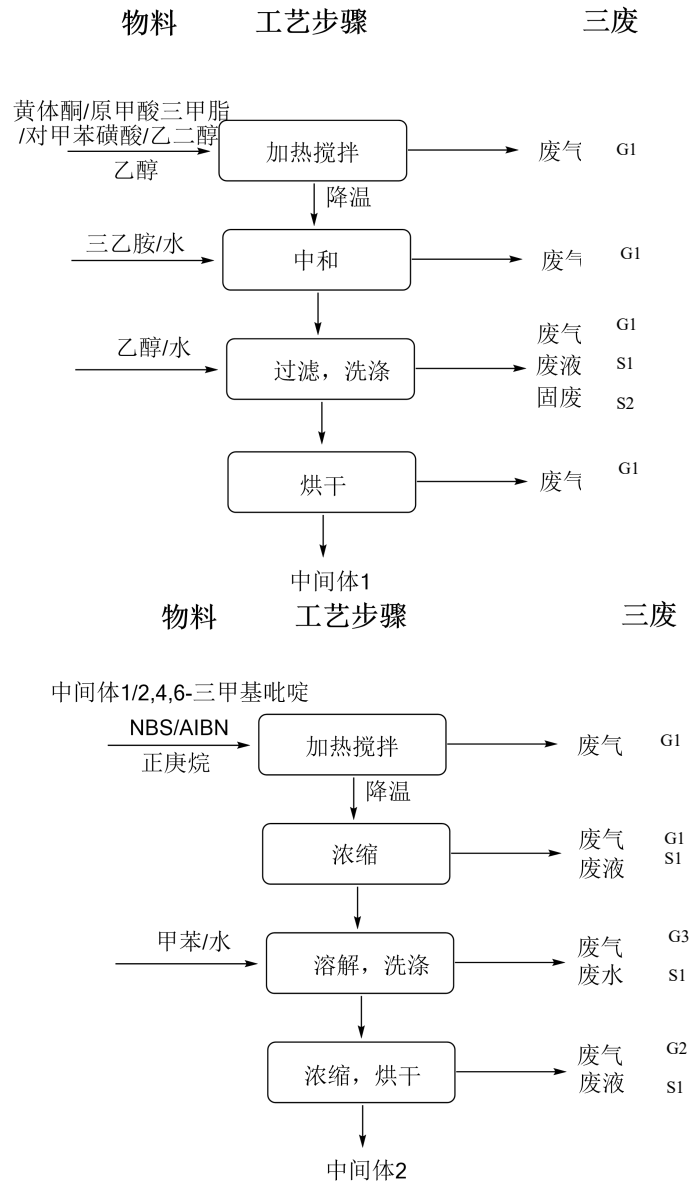 物料 工艺步骤 三废
黄体酮/原甲酸三甲脂
/对甲苯磺酸/乙二醇
乙醇
加热搅拌
废气 G1
降温
三乙胺/水
中和
废气 G1
乙醇/水
过滤，洗涤
废气 G1
废液 S1
固废 S2
烘干
废气 G1
中间体1
物料 工艺步骤 三废
中间体1/2,4,6-三甲基吡啶
NBS/AIBN
正庚烷
加热搅拌
废气 G1
降温
浓缩
废气 G1
废液 S1
甲苯/水
溶解，洗涤
废气 G3
废水 S1
浓缩，烘干
废气 G2
废液 S1
中间体2